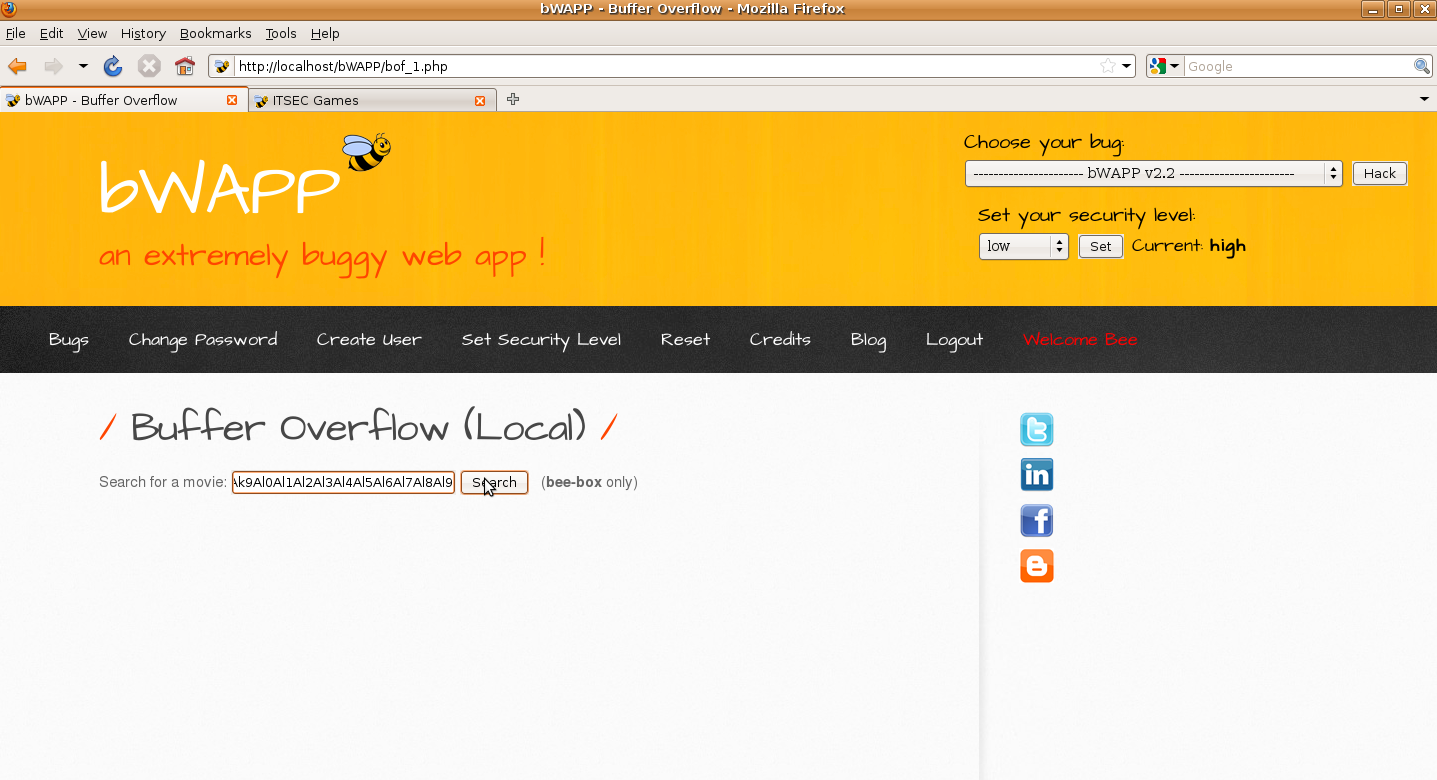 bWAPP - Buffer Overflow - Mozilla Firefox
File Edit View History Bookmarks Tools Help
http://localhost/bWAPP/bof_1.php
Google
bWAPP - Buffer Overflow
ITSEC Games
bWAPP
an extremely buggy web app !
Choose your bug:
---------------------- bWAPP v2.2 -----------------------
Hack
Set your security level:
low
Set
Current: high
Bugs Change Password Create User Set Security Level Reset Credits Blog Logout Welcome Bee
/ Buffer Overflow (Local) /
Search for a movie: Ak9Al0Al1Al2Al3Al4Al5Al6Al7Al8Al9 Search (bee-box only)